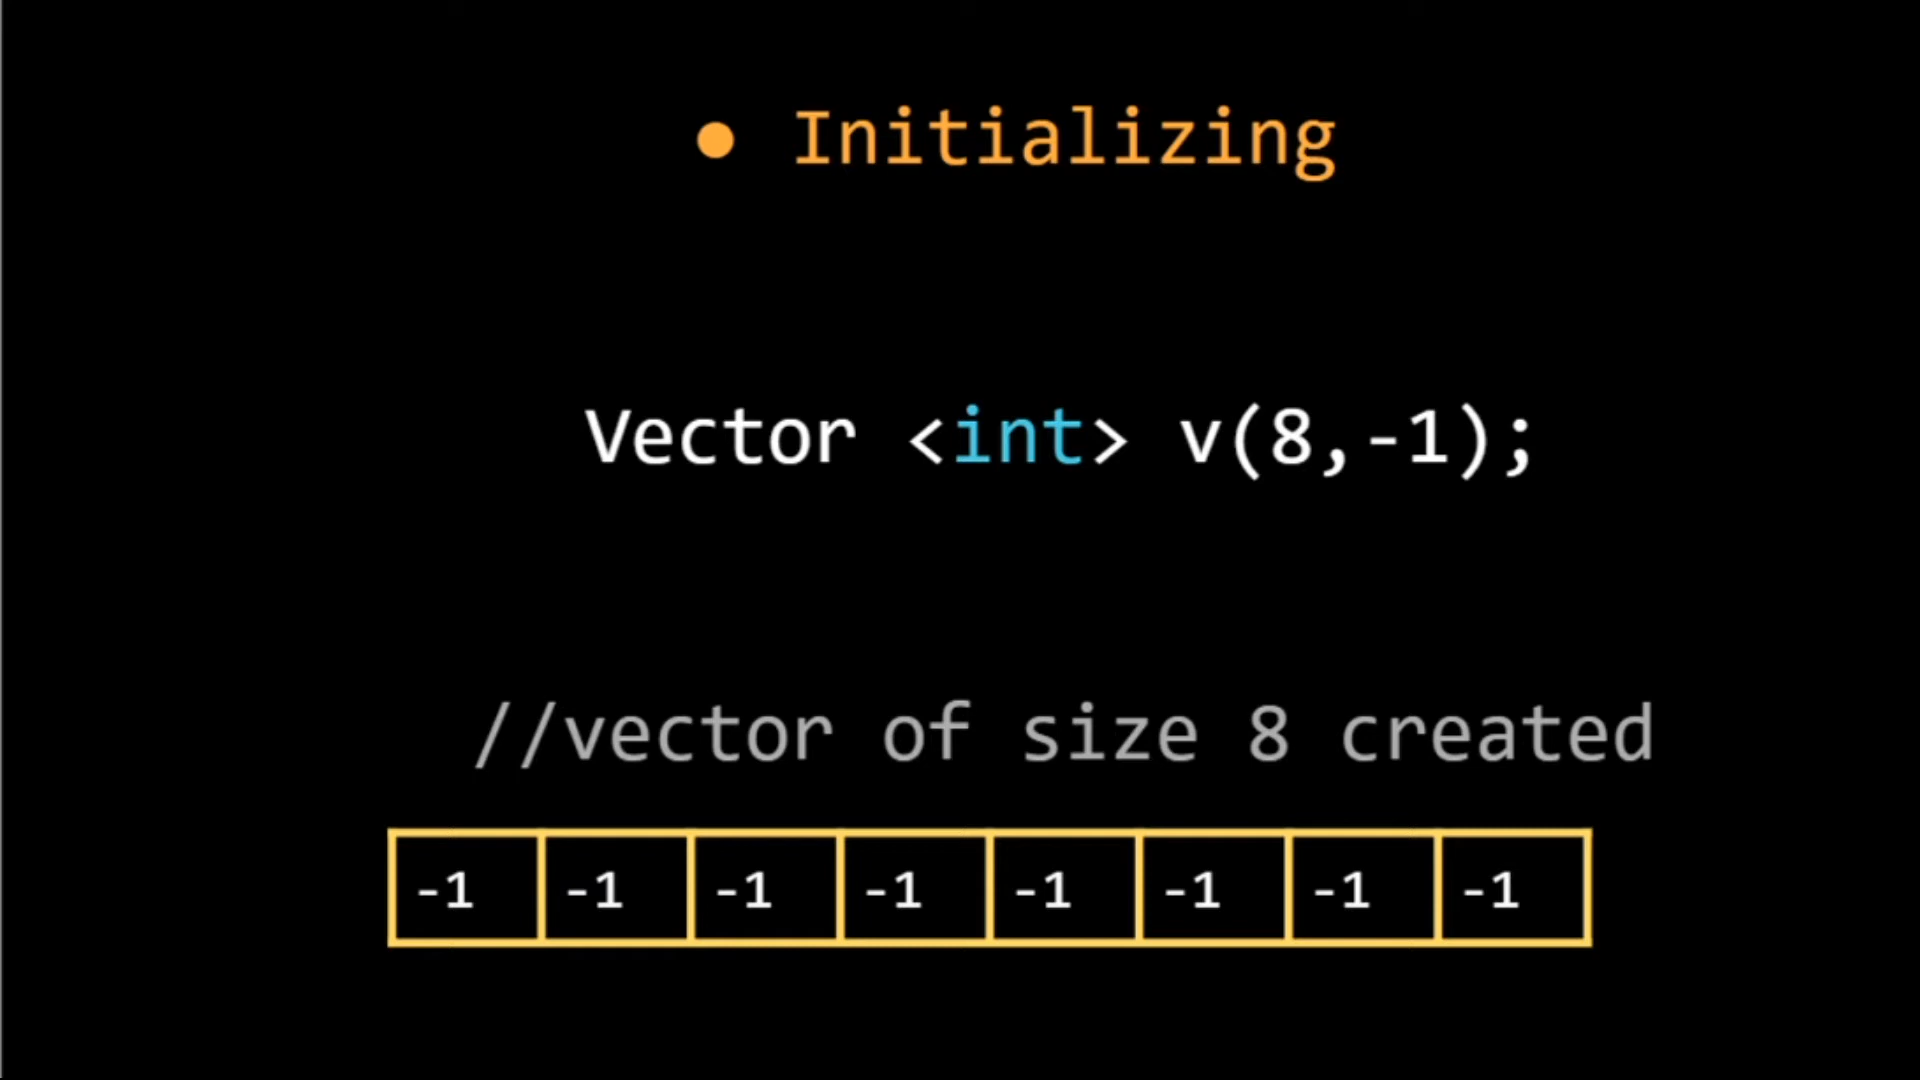 ● Initializing
Vector <int> v(8,-1);
//vector of size 8 created
-1 -1 -1 -1 -1 -1 -1 -1